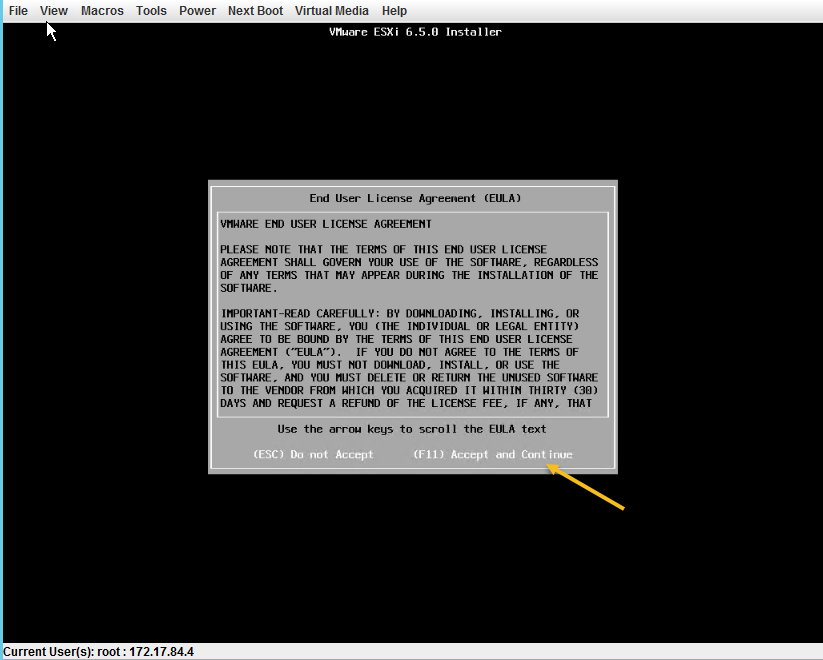 File View Macros Tools Power Next Boot Virtual Media Help
VMware ESXi 6.5.0 Installer
End User License Agreement (EULA)
VMWARE END USER LICENSE AGREEMENT
PLEASE NOTE THAT THE TERMS OF THIS END USER LICENSE
AGREEMENT SHALL GOVERN YOUR USE OF THE SOFTWARE, REGARDLESS
OF ANY TERMS THAT MAY APPEAR DURING THE INSTALLATION OF THE
SOFTWARE.
IMPORTANT-READ CAREFULLY: BY DOWNLOADING, INSTALLING, OR
USING THE SOFTWARE, YOU (THE INDIVIDUAL OR LEGAL ENTITY)
AGREE TO BE BOUND BY THE TERMS OF THIS END USER LICENSE
AGREEMENT ("EULA"). IF YOU DO NOT AGREE TO THE TERMS OF
THIS EULA, YOU MUST NOT DOWNLOAD, INSTALL, OR USE THE
SOFTWARE, AND YOU MUST DELETE OR RETURN THE UNUSED SOFTWARE
TO THE VENDOR FROM WHICH YOU ACQUIRED IT WITHIN THIRTY (30)
DAYS AND REQUEST A REFUND OF THE LICENSE FEE, IF ANY, THAT
Use the arrow keys to scroll the EULA text
(ESC) Do not Accept (F11) Accept and Continue
Current User(s): root : 172.17.84.4